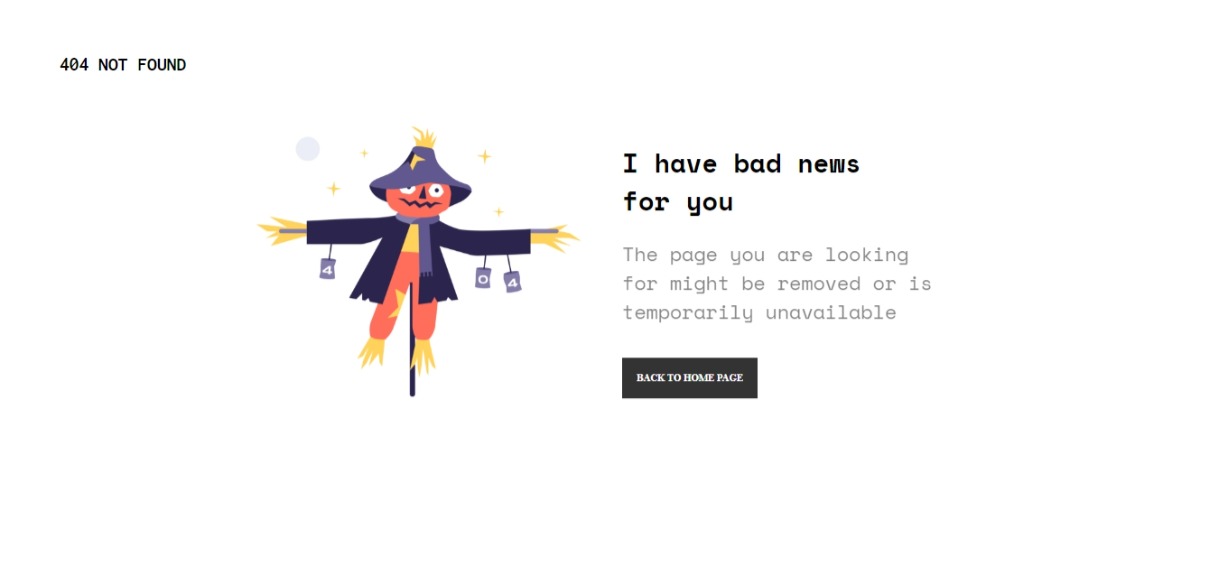 404 NOT FOUND
I have bad news
for you
4
0
4
The page you are looking
for might be removed or is
temporarily unavailable
BACK TO HOME PAGE